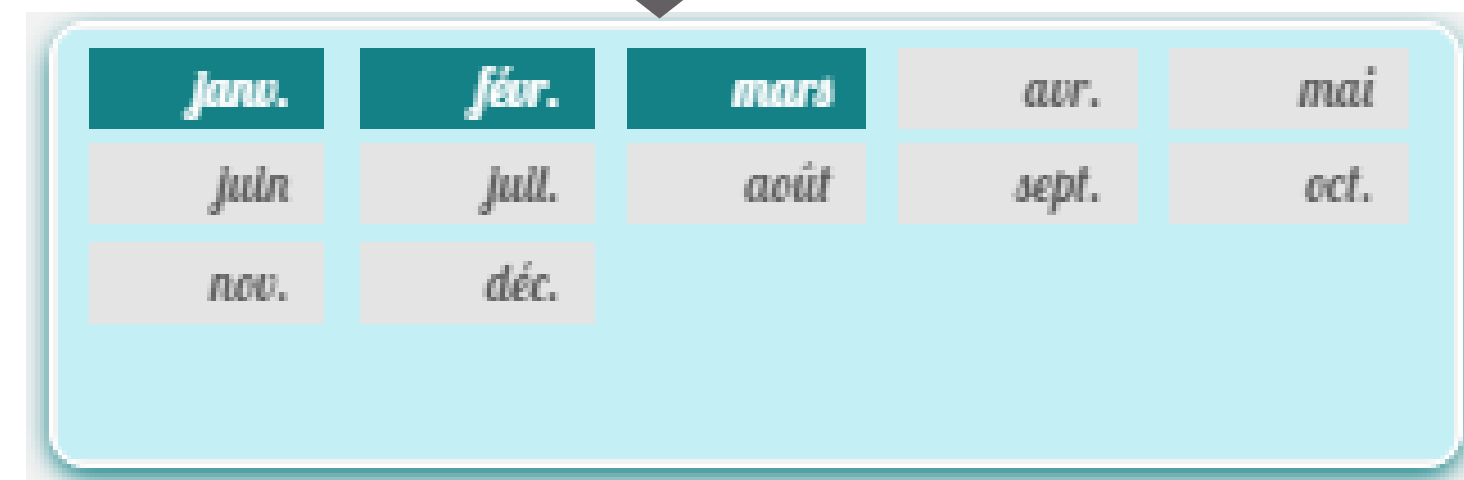 janv. févr. mars avr. mai
juin juil. août sept. oct.
nov. déc.